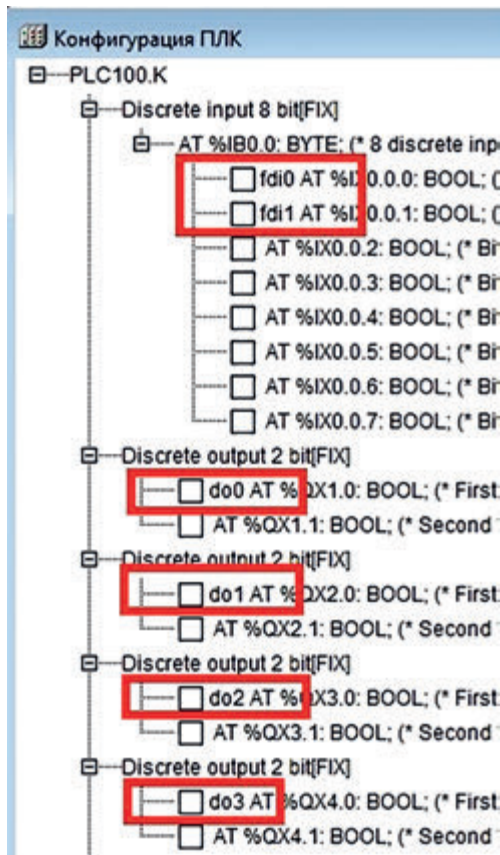 Конфигурация ПЛК
PLC100.K
Discrete input 8 bit[FIX]
AT %IB0.0: BYTE; (* 8 discrete inp
fdi0 AT %IX0.0.0: BOOL; (
fdi1 AT %IX0.0.1: BOOL; (
AT %IX0.0.2: BOOL; (* Bi
AT %IX0.0.3: BOOL; (* Bi
AT %IX0.0.4: BOOL; (* Bi
AT %IX0.0.5: BOOL; (* Bi
AT %IX0.0.6: BOOL; (* Bi
AT %IX0.0.7: BOOL; (* Bi
Discrete output 2 bit[FIX]
do0 AT %QX1.0: BOOL; (* First
AT %QX1.1: BOOL; (* Second
Discrete output 2 bit[FIX]
do1 AT %QX2.0: BOOL; (* First
AT %QX2.1: BOOL; (* Second
Discrete output 2 bit[FIX]
do2 AT %QX3.0: BOOL; (* First
AT %QX3.1: BOOL; (* Second
Discrete output 2 bit[FIX]
do3 AT %QX4.0: BOOL; (* First
AT %QX4.1: BOOL; (* Second